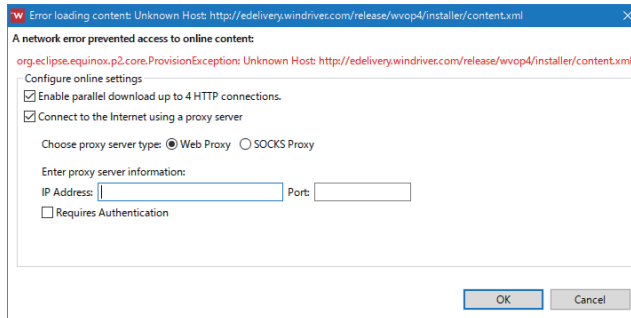 W Error loading content: Unknown Host: http://edelivery.windriver.com/release/wvop4/installer/content.xml
A network error prevented access to online content:
org.eclipse.equinox.p2.core.ProvisionException: Unknown Host: http://edelivery.windriver.com/release/wvop4/installer/content.xml
Configure online settings
Enable parallel download up to 4 HTTP connections.
Connect to the Internet using a proxy server
Choose proxy server type: Web Proxy SOCKS Proxy
Enter proxy server information:
IP Address: Port:
Requires Authentication
OK Cancel